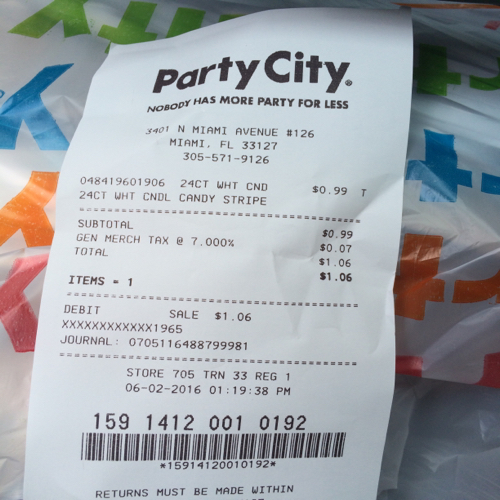 Party City®
NOBODY HAS MORE PARTY FOR LESS
3401 N MIAMI AVENUE #126
MIAMI, FL 33127
305-571-9126
048419601906 24CT WHT CND $0.99 T
24CT WHT CNDL CANDY STRIPE
SUBTOTAL $0.99
GEN MERCH TAX @ 7.000% $0.07
TOTAL $1.06
$1.06
ITEMS = 1
DEBIT SALE $1.06
XXXXXXXXXXXX1965
JOURNAL: 0705116488799981
STORE 705 TRN 33 REG 1
06-02-2016 01:19:38 PM
159 1412 001 0192
*15914120010192*
RETURNS MUST BE MADE WITHIN